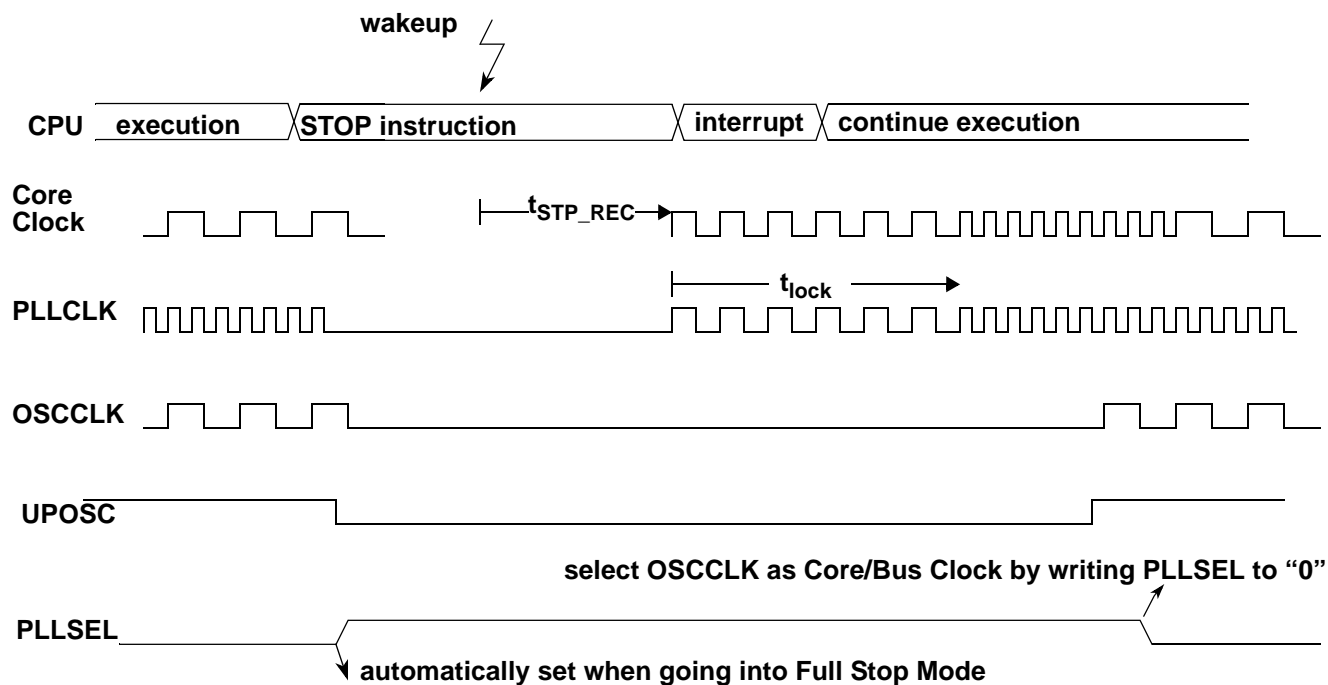 wakeup
CPU execution STOP instruction interrupt continue execution
Core
Clock
tSTP_REC
tlock
PLLCLK
OSCCLK
UPOSC
select OSCCLK as Core/Bus Clock by writing PLLSEL to “0”
PLLSEL
automatically set when going into Full Stop Mode